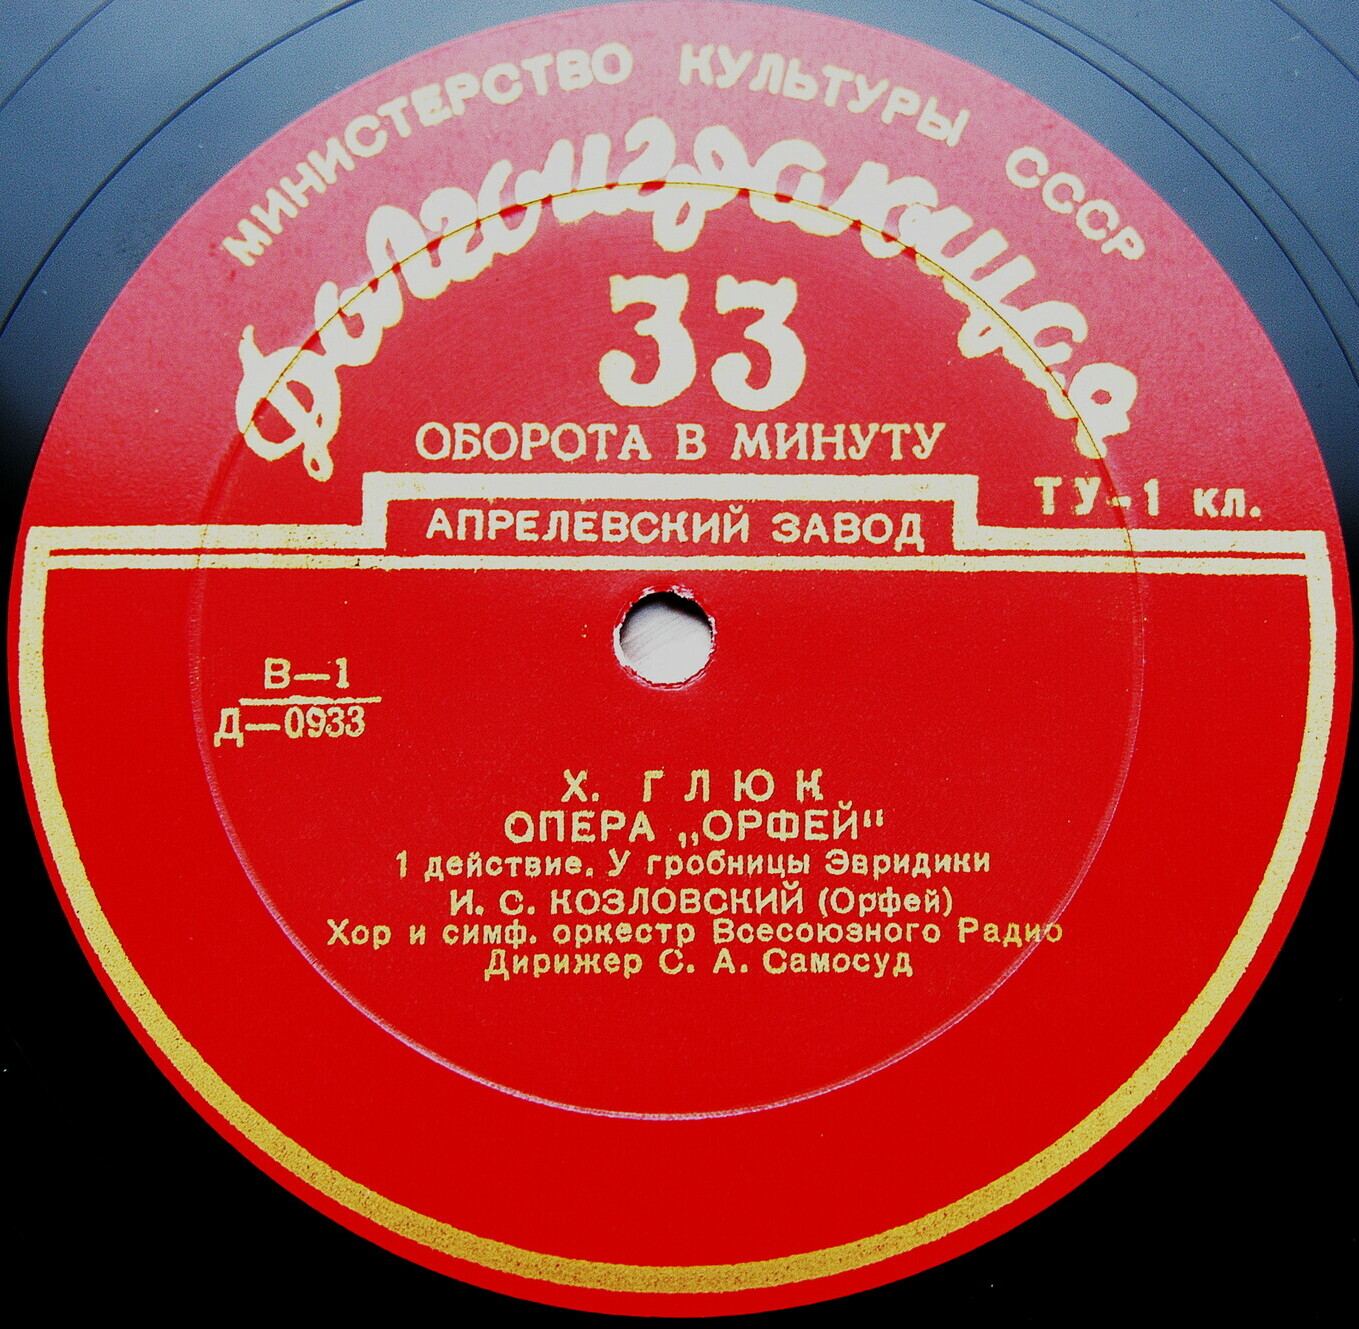 МИНИСТЕРСТВО КУЛЬТУРЫ СССР
Долгоиграющая
33
ОБОРОТА В МИНУТУ
ТУ-1 кл.
АПРЕЛЕВСКИЙ ЗАВОД
В—1
Д—0933
Х. ГЛЮК
ОПЕРА „ОРФЕЙ“
1 действие. У гробницы Эвридики
И. С. КОЗЛОВСКИЙ (Орфей)
Хор и симф. оркестр Всесоюзного Радио
Дирижер С. А. Самосуд